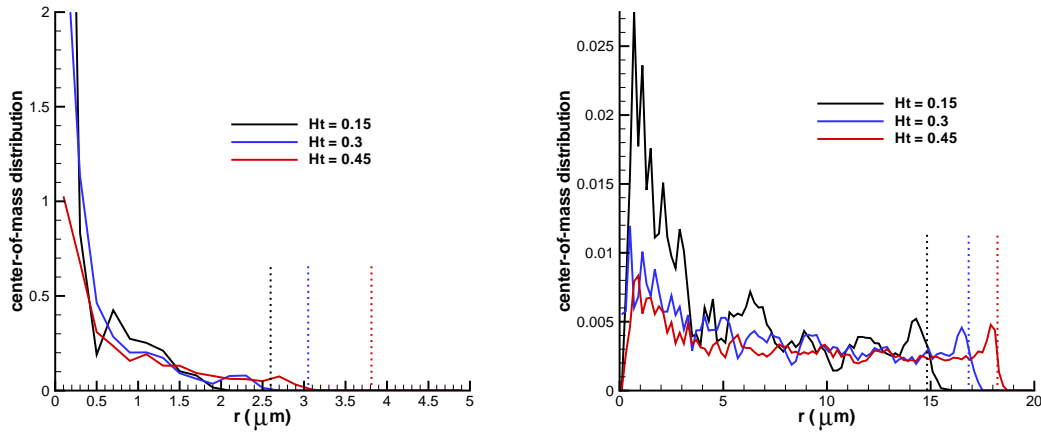 center-of-mass distribution
2
1.5
1
0.5
0
0
0.5
1
1.5
2
2.5
3
3.5
4
4.5
5
r (μm)
Ht = 0.15
Ht = 0.3
Ht = 0.45
center-of-mass distribution
0.025
0.02
0.015
0.01
0.005
0
0
5
10
15
20
r (μm)
Ht = 0.15
Ht = 0.3
Ht = 0.45